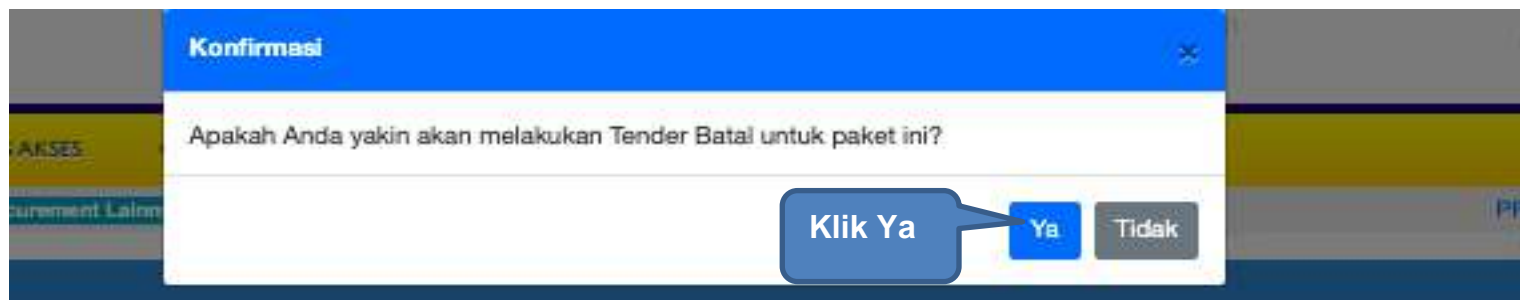 Konfirmasi
×
Apakah Anda yakin akan melakukan Tender Batal untuk paket ini?
AKSES
curement Lainn
Klik Ya
Ya
Tidak